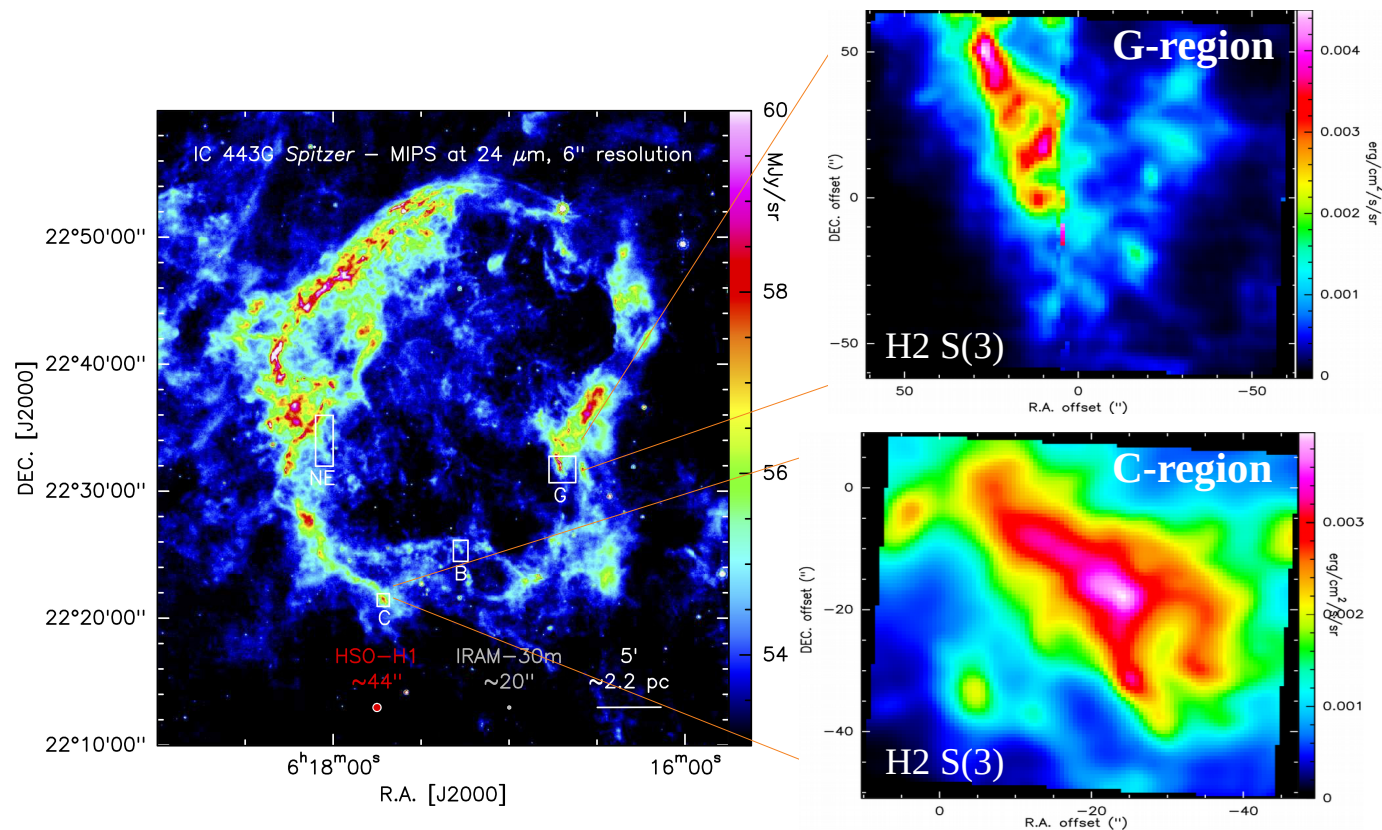 IC 443G Spitzer – MIPS at 24 μm, 6" resolution
60
58
56
54
MJy/sr
DEC. [J2000]
22°50'00"
22°40'00"
22°30'00"
22°20'00"
22°10'00"
NE
G
B
C
HSO–H1
~44"
IRAM–30m
~20"
5'
~2.2 pc
6ʰ18ᵐ00ˢ
16ᵐ00ˢ
R.A. [J2000]
G-region
H2 S(3)
DEC. offset (")
50
0
−50
50
0
−50
R.A. offset (")
0.004
0.003
0.002
0.001
0
erg/cm²/s/sr
C-region
H2 S(3)
DEC. offset (")
0
−20
−40
0
−20
−40
R.A. offset (")
0.003
0.002
0.001
0
erg/cm²/s/sr